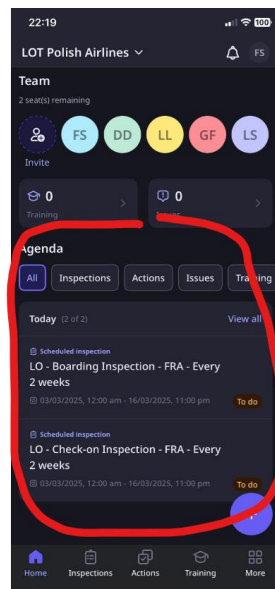 22:19
100
LOT Polish Airlines
FS
Team
2 seat(s) remaining
FS
DD
LL
GF
LS
Invite
0
Training
0
Issues
Agenda
All
Inspections
Actions
Issues
Training
Today (2 of 2)
View all
Scheduled inspection
LO - Boarding Inspection - FRA - Every
2 weeks
03/03/2025, 12:00 am - 16/03/2025, 11:00 pm
To do
Scheduled inspection
LO - Check-on Inspection - FRA - Every
2 weeks
03/03/2025, 12:00 am - 16/03/2025, 11:00 pm
To do
Home
Inspections
Actions
Training
More